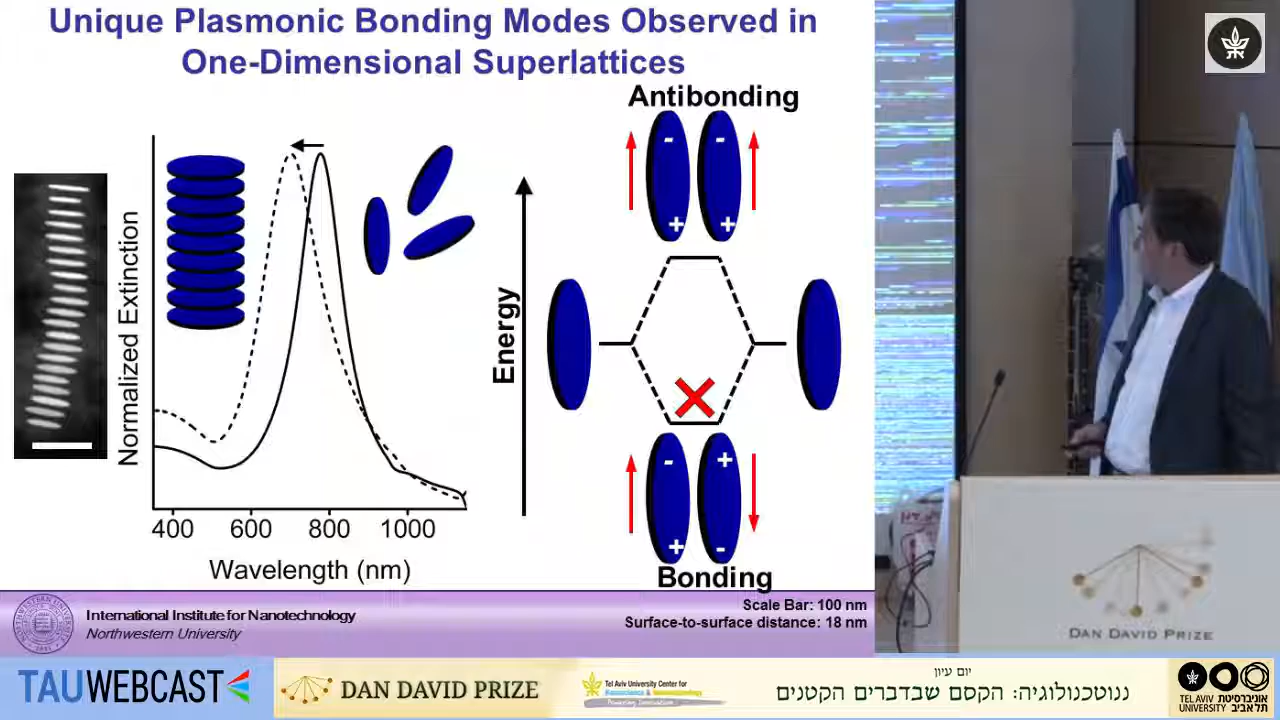 Unique Plasmonic Bonding Modes Observed in
One-Dimensional Superlattices
Antibonding
-
-
+
+
Normalized Extinction
Energy
-
+
+
-
Bonding
400
600
800
1000
Wavelength (nm)
Scale Bar: 100 nm
Surface-to-surface distance: 18 nm
International Institute for Nanotechnology
Northwestern University
DAN DAVID PRIZE
TAUWEBCAST
DAN DAVID PRIZE
Tel Aviv University Center for
Nanoscience & Nanotechnology
יום עיון
ננוטכנולוגיה: הקסם שבדברים הקטנים
TEL AVIV אוניברסיטת
UNIVERSITY תל אביב